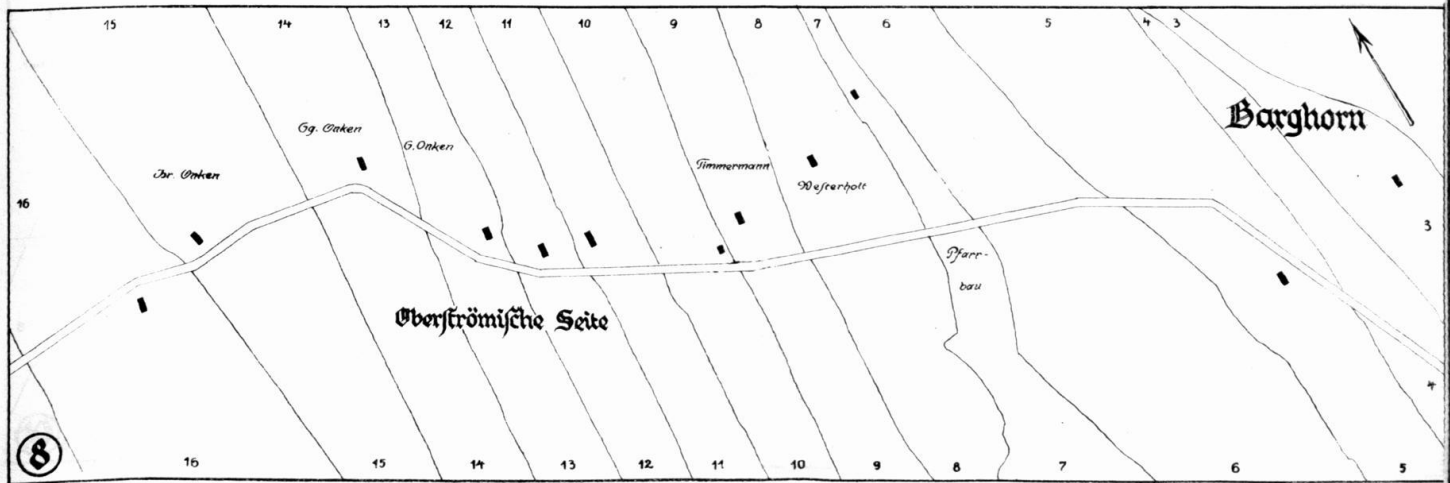 15 14 13 12 11 10 9 8 7 6 5 4 3
Barghorn
Gg. Onken
G. Onken
Timmermann
Westerholt
Jbr. Onken
16
3
Pfarr-
bau
Oberströmische Seite
4
8
16 15 14 13 12 11 10 9 8 7 6 5